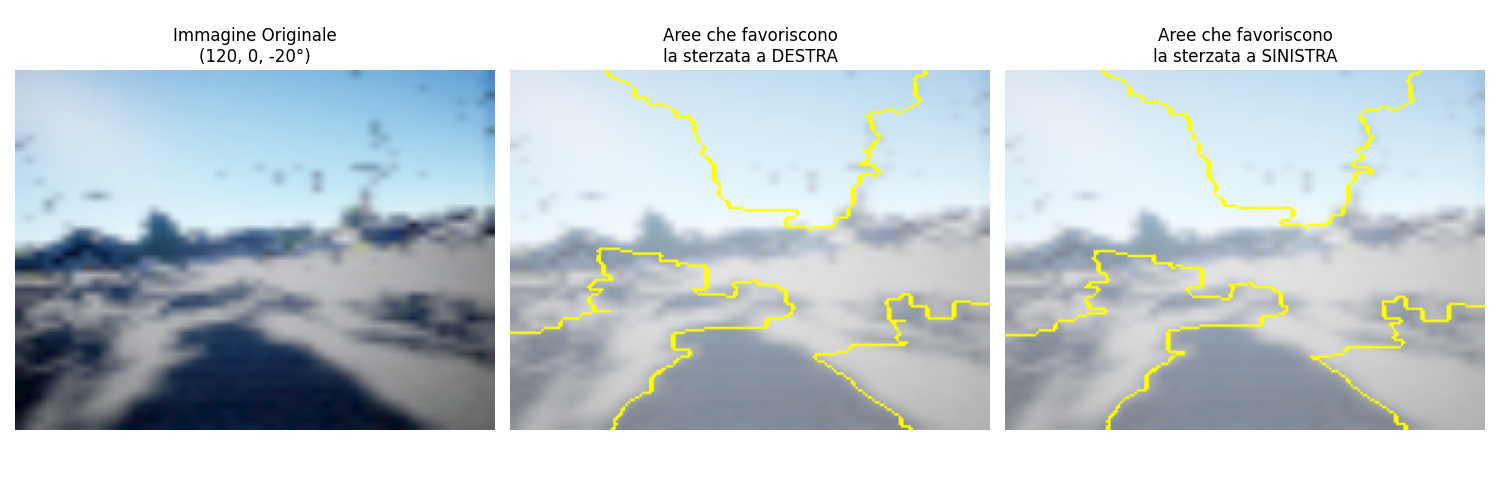 Immagine Originale
(120, 0, -20°)
Aree che favoriscono
la sterzata a DESTRA
Aree che favoriscono
la sterzata a SINISTRA